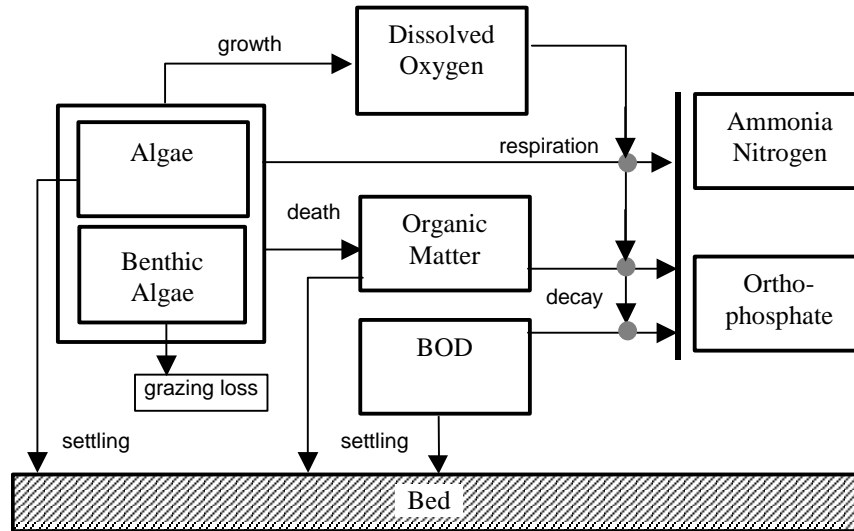 growth
Dissolved
Oxygen
Algae
respiration
Ammonia
Nitrogen
death
Organic
Matter
Benthic
Algae
decay
Ortho-
phosphate
BOD
grazing loss
settling
settling
Bed